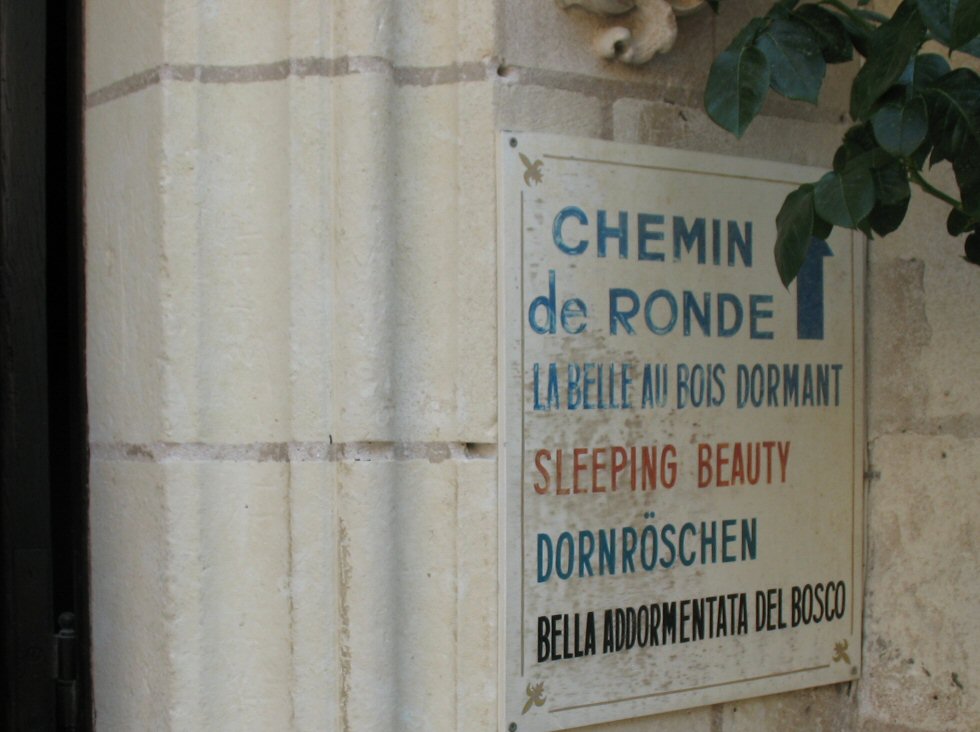 CHEMIN
de RONDE
LA BELLE AU BOIS DORMANT
SLEEPING BEAUTY
DORNRÖSCHEN
BELLA ADDORMENTATA DEL BOSCO